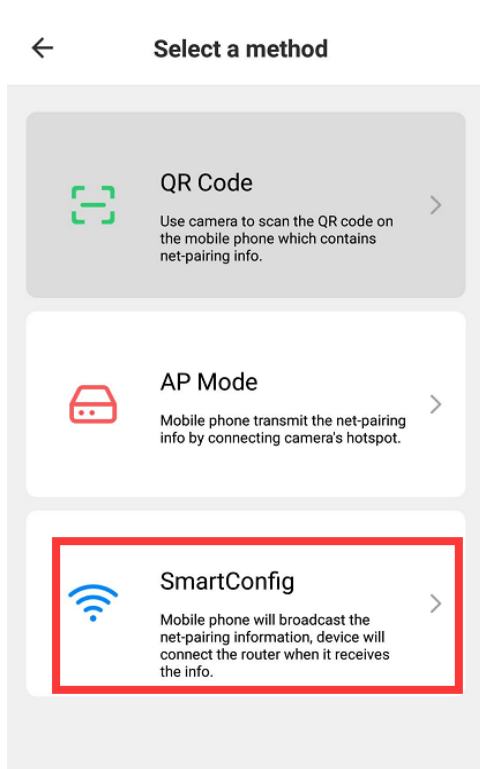 Select a method
QR Code
Use camera to scan the QR code on
the mobile phone which contains
net-pairing info.
AP Mode
Mobile phone transmit the net-pairing
info by connecting camera's hotspot.
SmartConfig
Mobile phone will broadcast the
net-pairing information, device will
connect the router when it receives
the info.